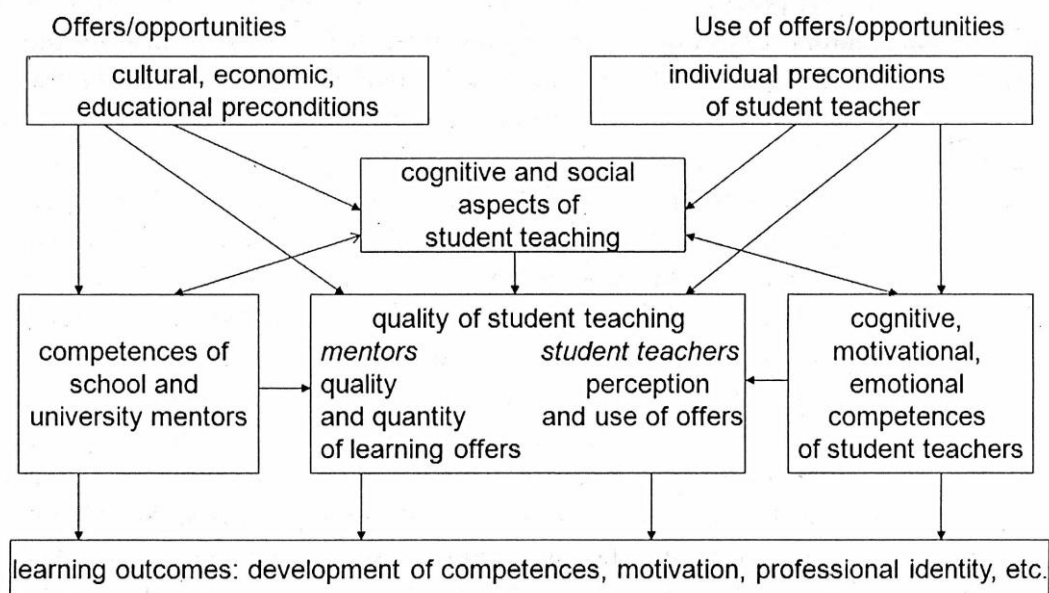 Offers/opportunities
Use of offers/opportunities
cultural, economic,
educational preconditions
individual preconditions
of student teacher
cognitive and social
aspects of
student teaching
competences of
school and
university mentors
quality of student teaching
mentors student teachers
quality perception
and quantity and use of offers
of learning offers
cognitive,
motivational,
emotional
competences
of student teachers
learning outcomes: development of competences, motivation, professional identity, etc.